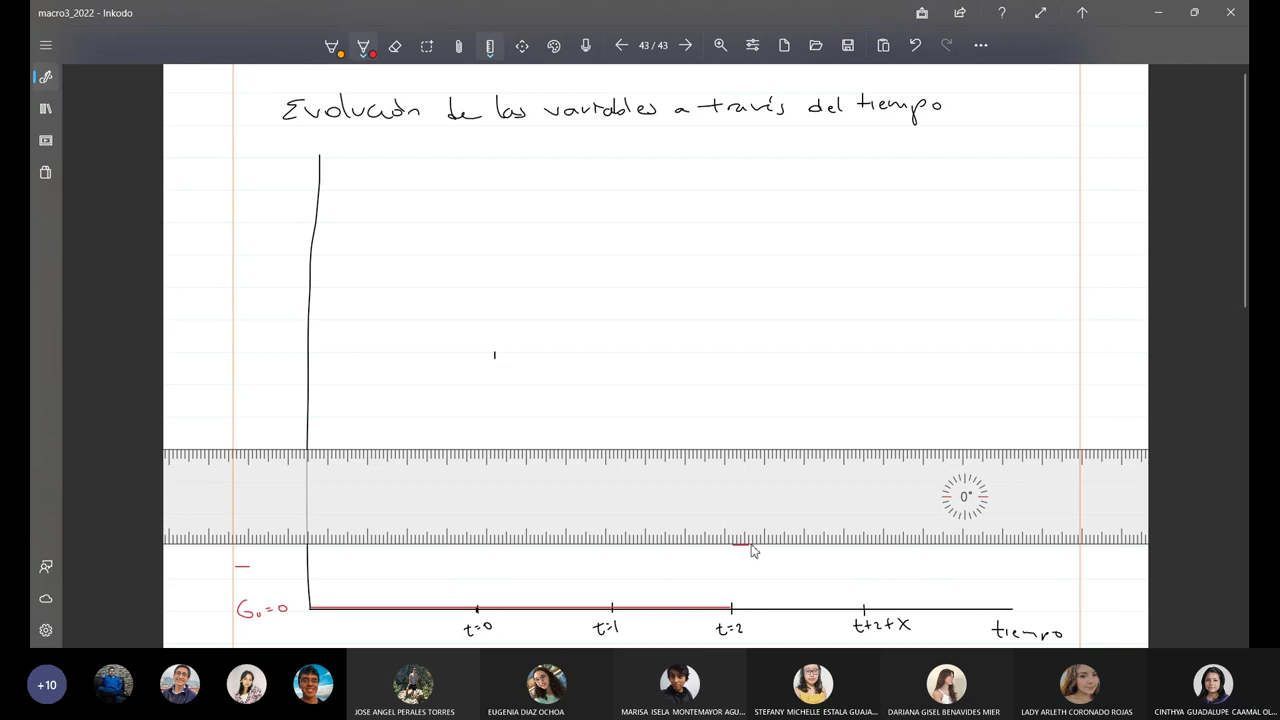 macro3_2022 - Inkodo
43 / 43
Evolución de las variables a través del tiempo
0°
G₀=0
t=0
t=1
t=2
t+2+x
tiempo
+10
JOSE ANGEL PERALES TORRES
EUGENIA DIAZ OCHOA
MARISA ISELA MONTEMAYOR AGU...
STEFANY MICHELLE ESTALA GUAJA...
DARIANA GISEL BENAVIDES MIER
LADY ARLETH CORONADO ROJAS
CINTHYA GUADALUPE CAAMAL OL...